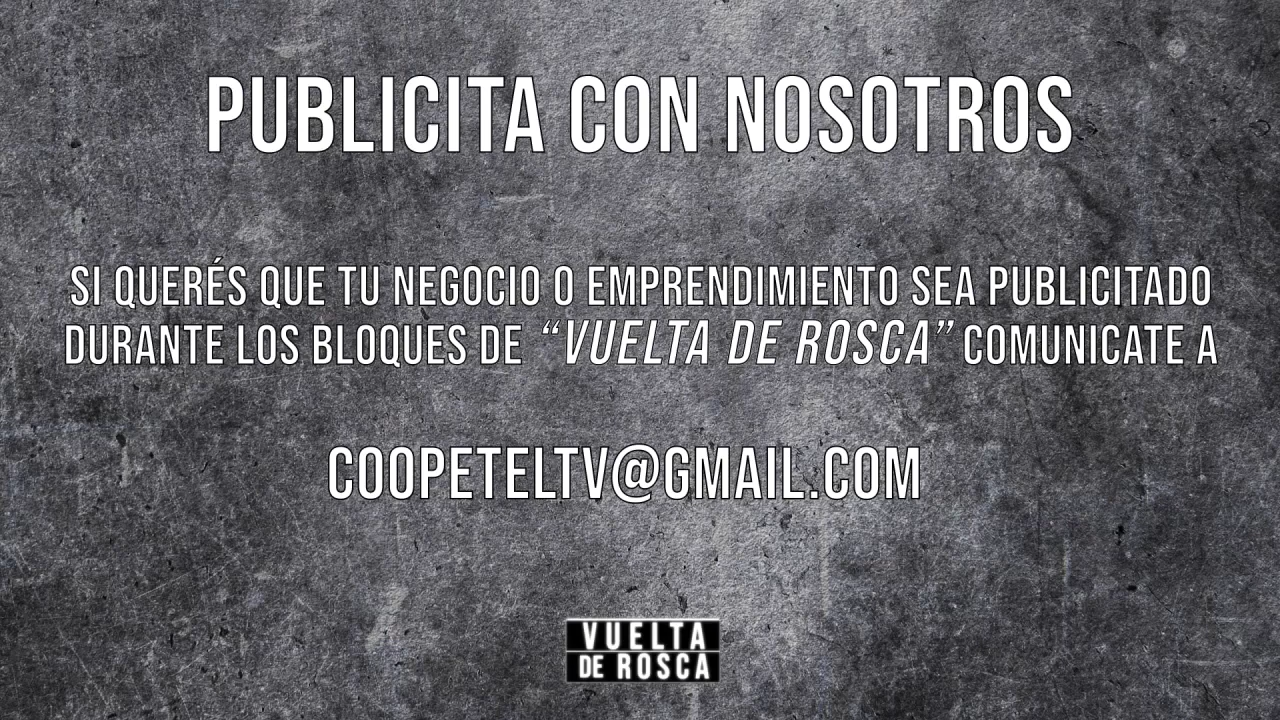 PUBLICITA CON NOSOTROS
SI QUERÉS QUE TU NEGOCIO O EMPRENDIMIENTO SEA PUBLICITADO
DURANTE LOS BLOQUES DE “VUELTA DE ROSCA” COMUNICATE A
COOPETELTV@GMAIL.COM
VUELTA
DE ROSCA